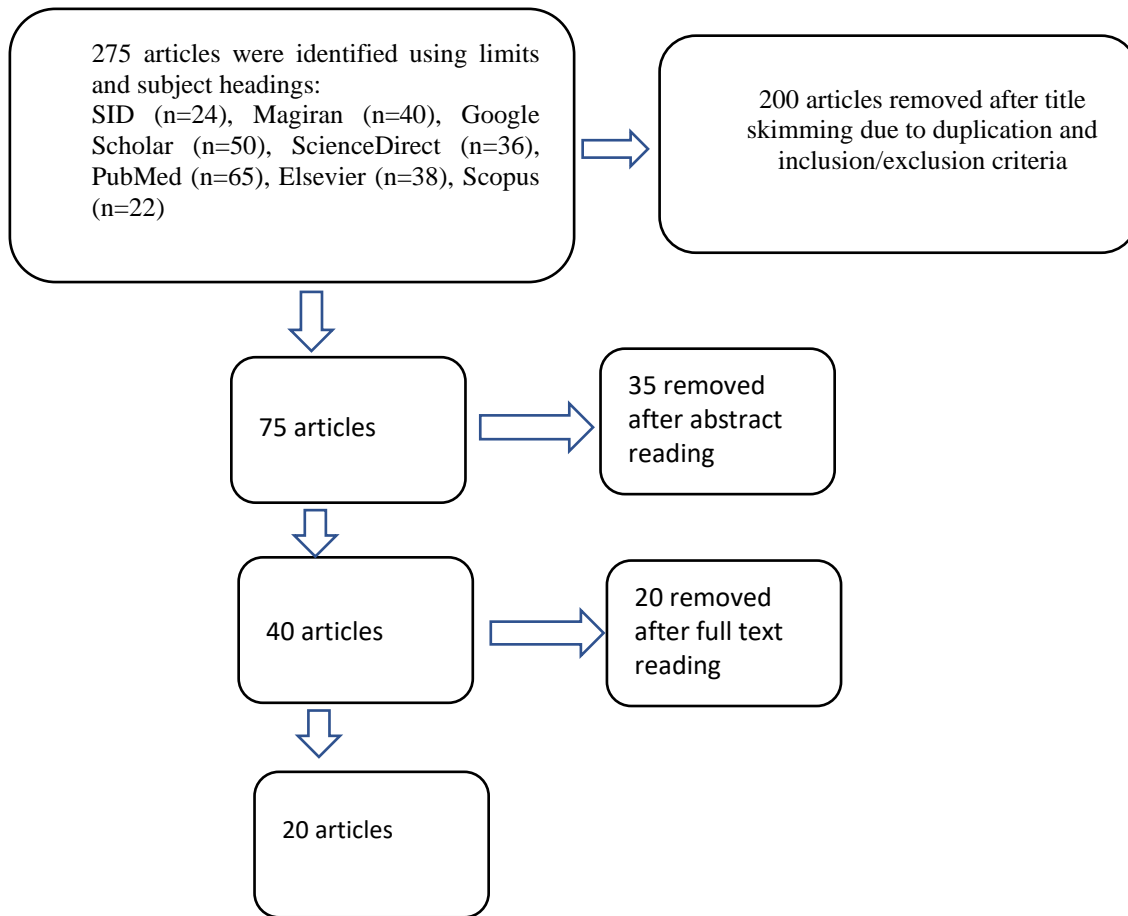 275 articles were identified using limits
and subject headings:
SID (n=24), Magiran (n=40), Google
Scholar (n=50), ScienceDirect (n=36),
PubMed (n=65), Elsevier (n=38), Scopus
(n=22)
200 articles removed after title
skimming due to duplication and
inclusion/exclusion criteria
75 articles
35 removed
after abstract
reading
40 articles
20 removed
after full text
reading
20 articles